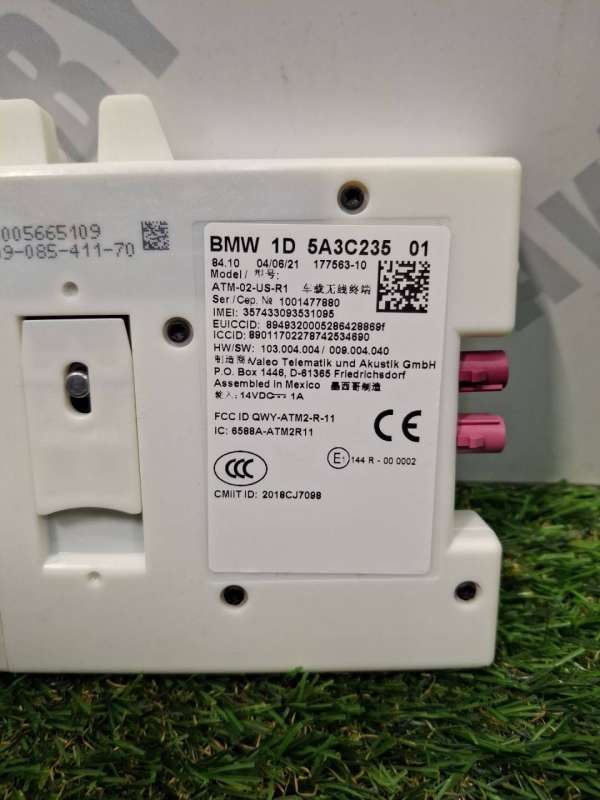 BY
005665109
9-085-411-70
BMW 1D 5A3C235 01
84.10 04/06/21 177563-10
Model / 型号:
ATM-02-US-R1 车载无线终端
Ser / Сер. № 1001477880
IMEI: 357433093531095
EUICCID: 89493200005286428869f
ICCID: 89011702278742534690
HW/SW: 103.004.004 / 009.004.040
制造商 Valeo Telematik und Akustik GmbH
P.O. Box 1446, D-61365 Friedrichsdorf
Assembled in Mexico 墨西哥制造
输入: 14VDC 1A
FCC ID QWY-ATM2-R-11
IC: 6588A-ATM2R11
CE
CCC
E1 144 R - 00 0002
CMIIT ID: 2018CJ7098